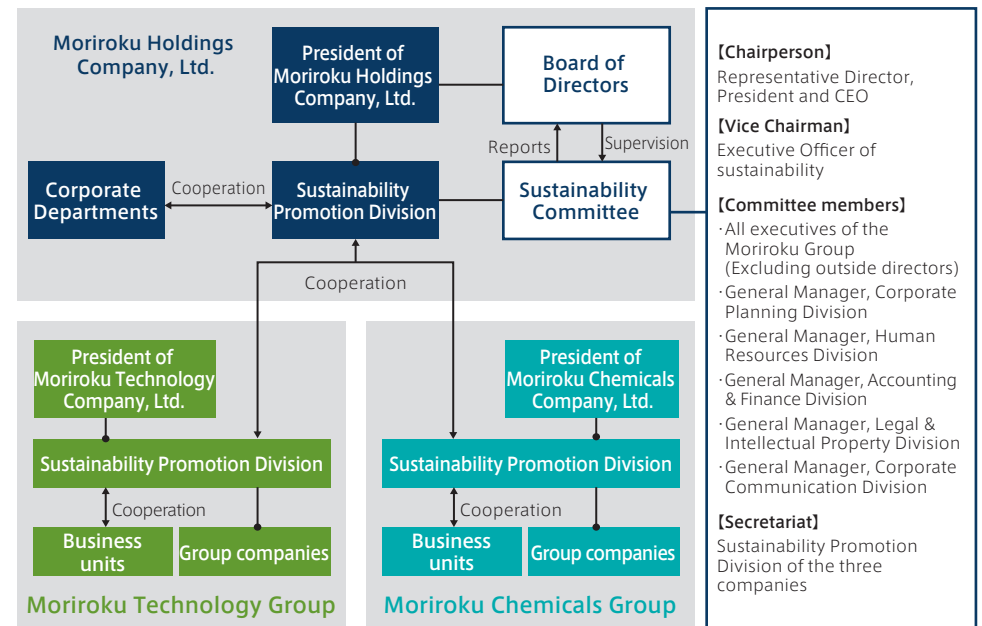 Moriroku Holdings
Company, Ltd.
President of
Moriroku Holdings
Company, Ltd.
Board of
Directors
Reports
Supervision
Corporate
Departments
Cooperation
Sustainability
Promotion Division
Sustainability
Committee
Cooperation
President of
Moriroku Technology
Company, Ltd.
Sustainability Promotion Division
Cooperation
Business
units
Group companies
Moriroku Technology Group
President of
Moriroku Chemicals
Company, Ltd.
Sustainability Promotion Division
Cooperation
Business
units
Group companies
Moriroku Chemicals Group
【Chairperson】
Representative Director,
President and CEO
【Vice Chairman】
Executive Officer of
sustainability
【Committee members】
・All executives of the
Moriroku Group
(Excluding outside directors)
・General Manager, Corporate
Planning Division
・General Manager, Human
Resources Division
・General Manager, Accounting
& Finance Division
・General Manager, Legal &
Intellectual Property Division
・General Manager, Corporate
Communication Division
【Secretariat】
Sustainability Promotion
Division of the three
companies